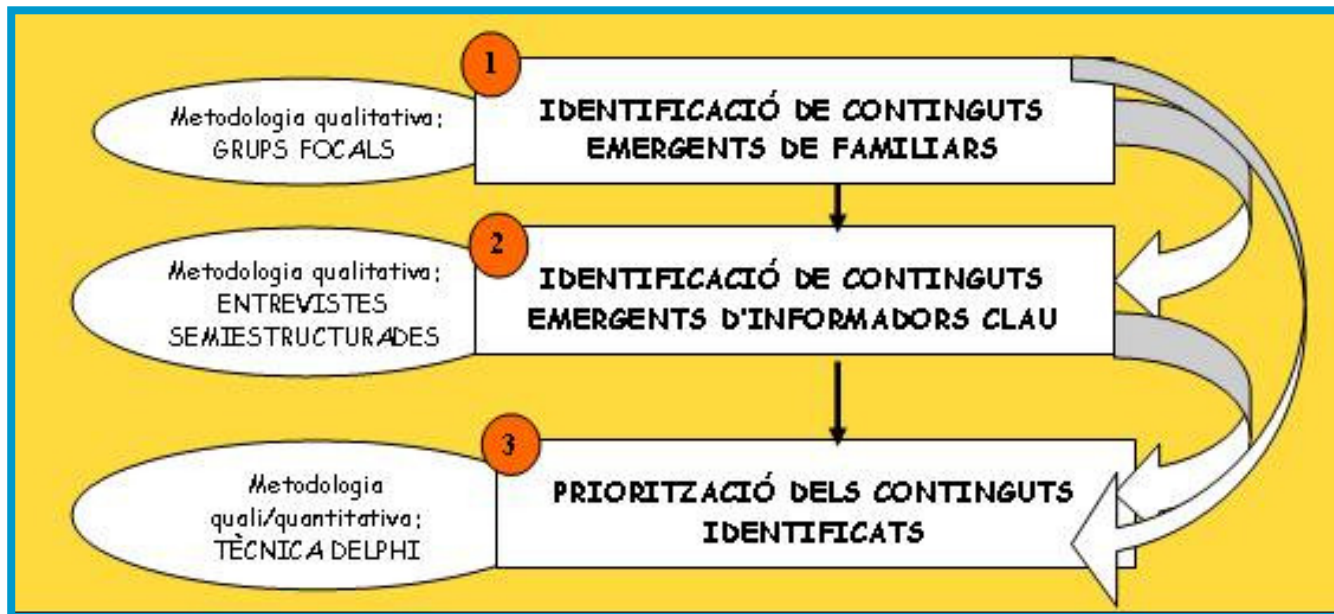 1
Metodologia qualitativa:
GRUPS FOCALS
IDENTIFICACIÓ DE CONTINGUTS
EMERGENTS DE FAMILIARS
2
Metodologia qualitativa:
ENTREVISTES
SEMIESTRUCTURADES
IDENTIFICACIÓ DE CONTINGUTS
EMERGENTS D'INFORMADORS CLAU
3
Metodologia
quali/quantitativa:
TÈCNICA DELPHI
PRIORITZACIÓ DELS CONTINGUTS
IDENTIFICATS